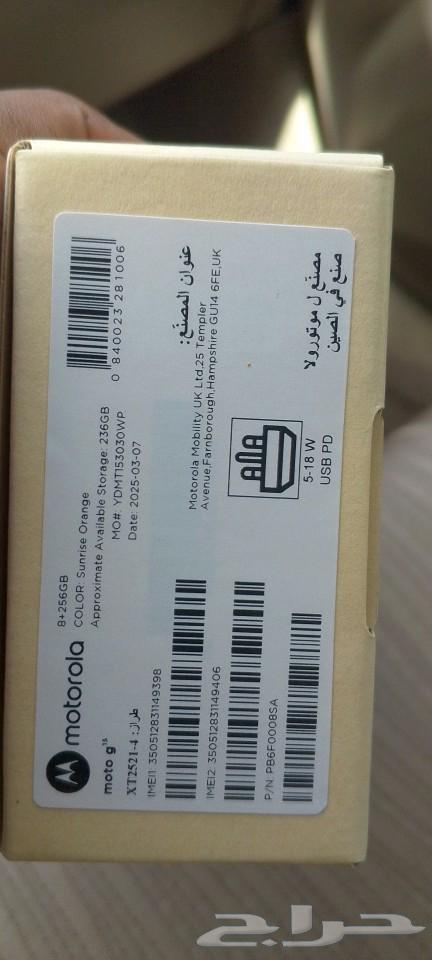 motorola
moto g¹⁵
XT2521-4 :طراز
8+256GB
COLOR: Sunrise Orange
Approximate Available Storage: 236GB
MO#. YDMT153030WP
Date: 2025-03-07
0 840023 281006
IMEI1: 350512831149398
IMEI2: 350512831149406
P/N: PB6F0008SA
عنوان المصنّع:
Motorola Mobility UK Ltd,25 Templer
Avenue,Farnborough,Hampshire GU14 6FE,UK
5-18 W
USB PD
مصنّع ل موتورولا
صنع في الصين
حراج